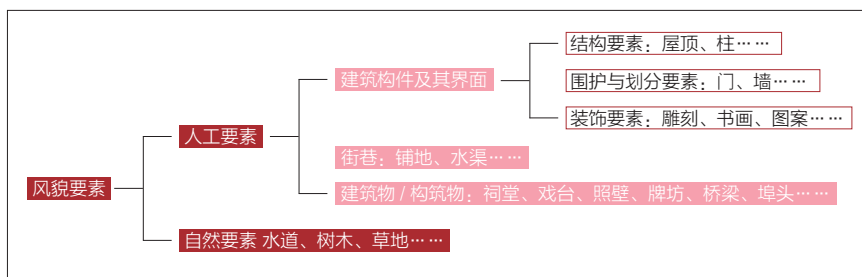 结构要素：屋顶、柱……
建筑构件及其界面
围护与划分要素：门、墙……
装饰要素：雕刻、书画、图案……
人工要素
街巷：铺地、水渠……
风貌要素
建筑物 / 构筑物：祠堂、戏台、照壁、牌坊、桥梁、埠头……
自然要素 水道、树木、草地……